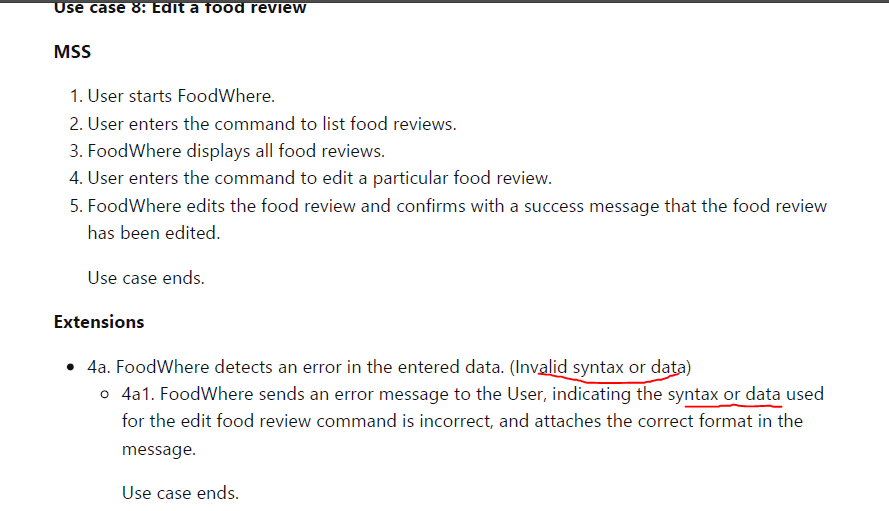 Use case 8: Edit a food review
MSS
1. User starts FoodWhere.
2. User enters the command to list food reviews.
3. FoodWhere displays all food reviews.
4. User enters the command to edit a particular food review.
5. FoodWhere edits the food review and confirms with a success message that the food review
has been edited.
Use case ends.
Extensions
• 4a. FoodWhere detects an error in the entered data. (Invalid syntax or data)
○ 4a1. FoodWhere sends an error message to the User, indicating the syntax or data used
for the edit food review command is incorrect, and attaches the correct format in the
message.
Use case ends.